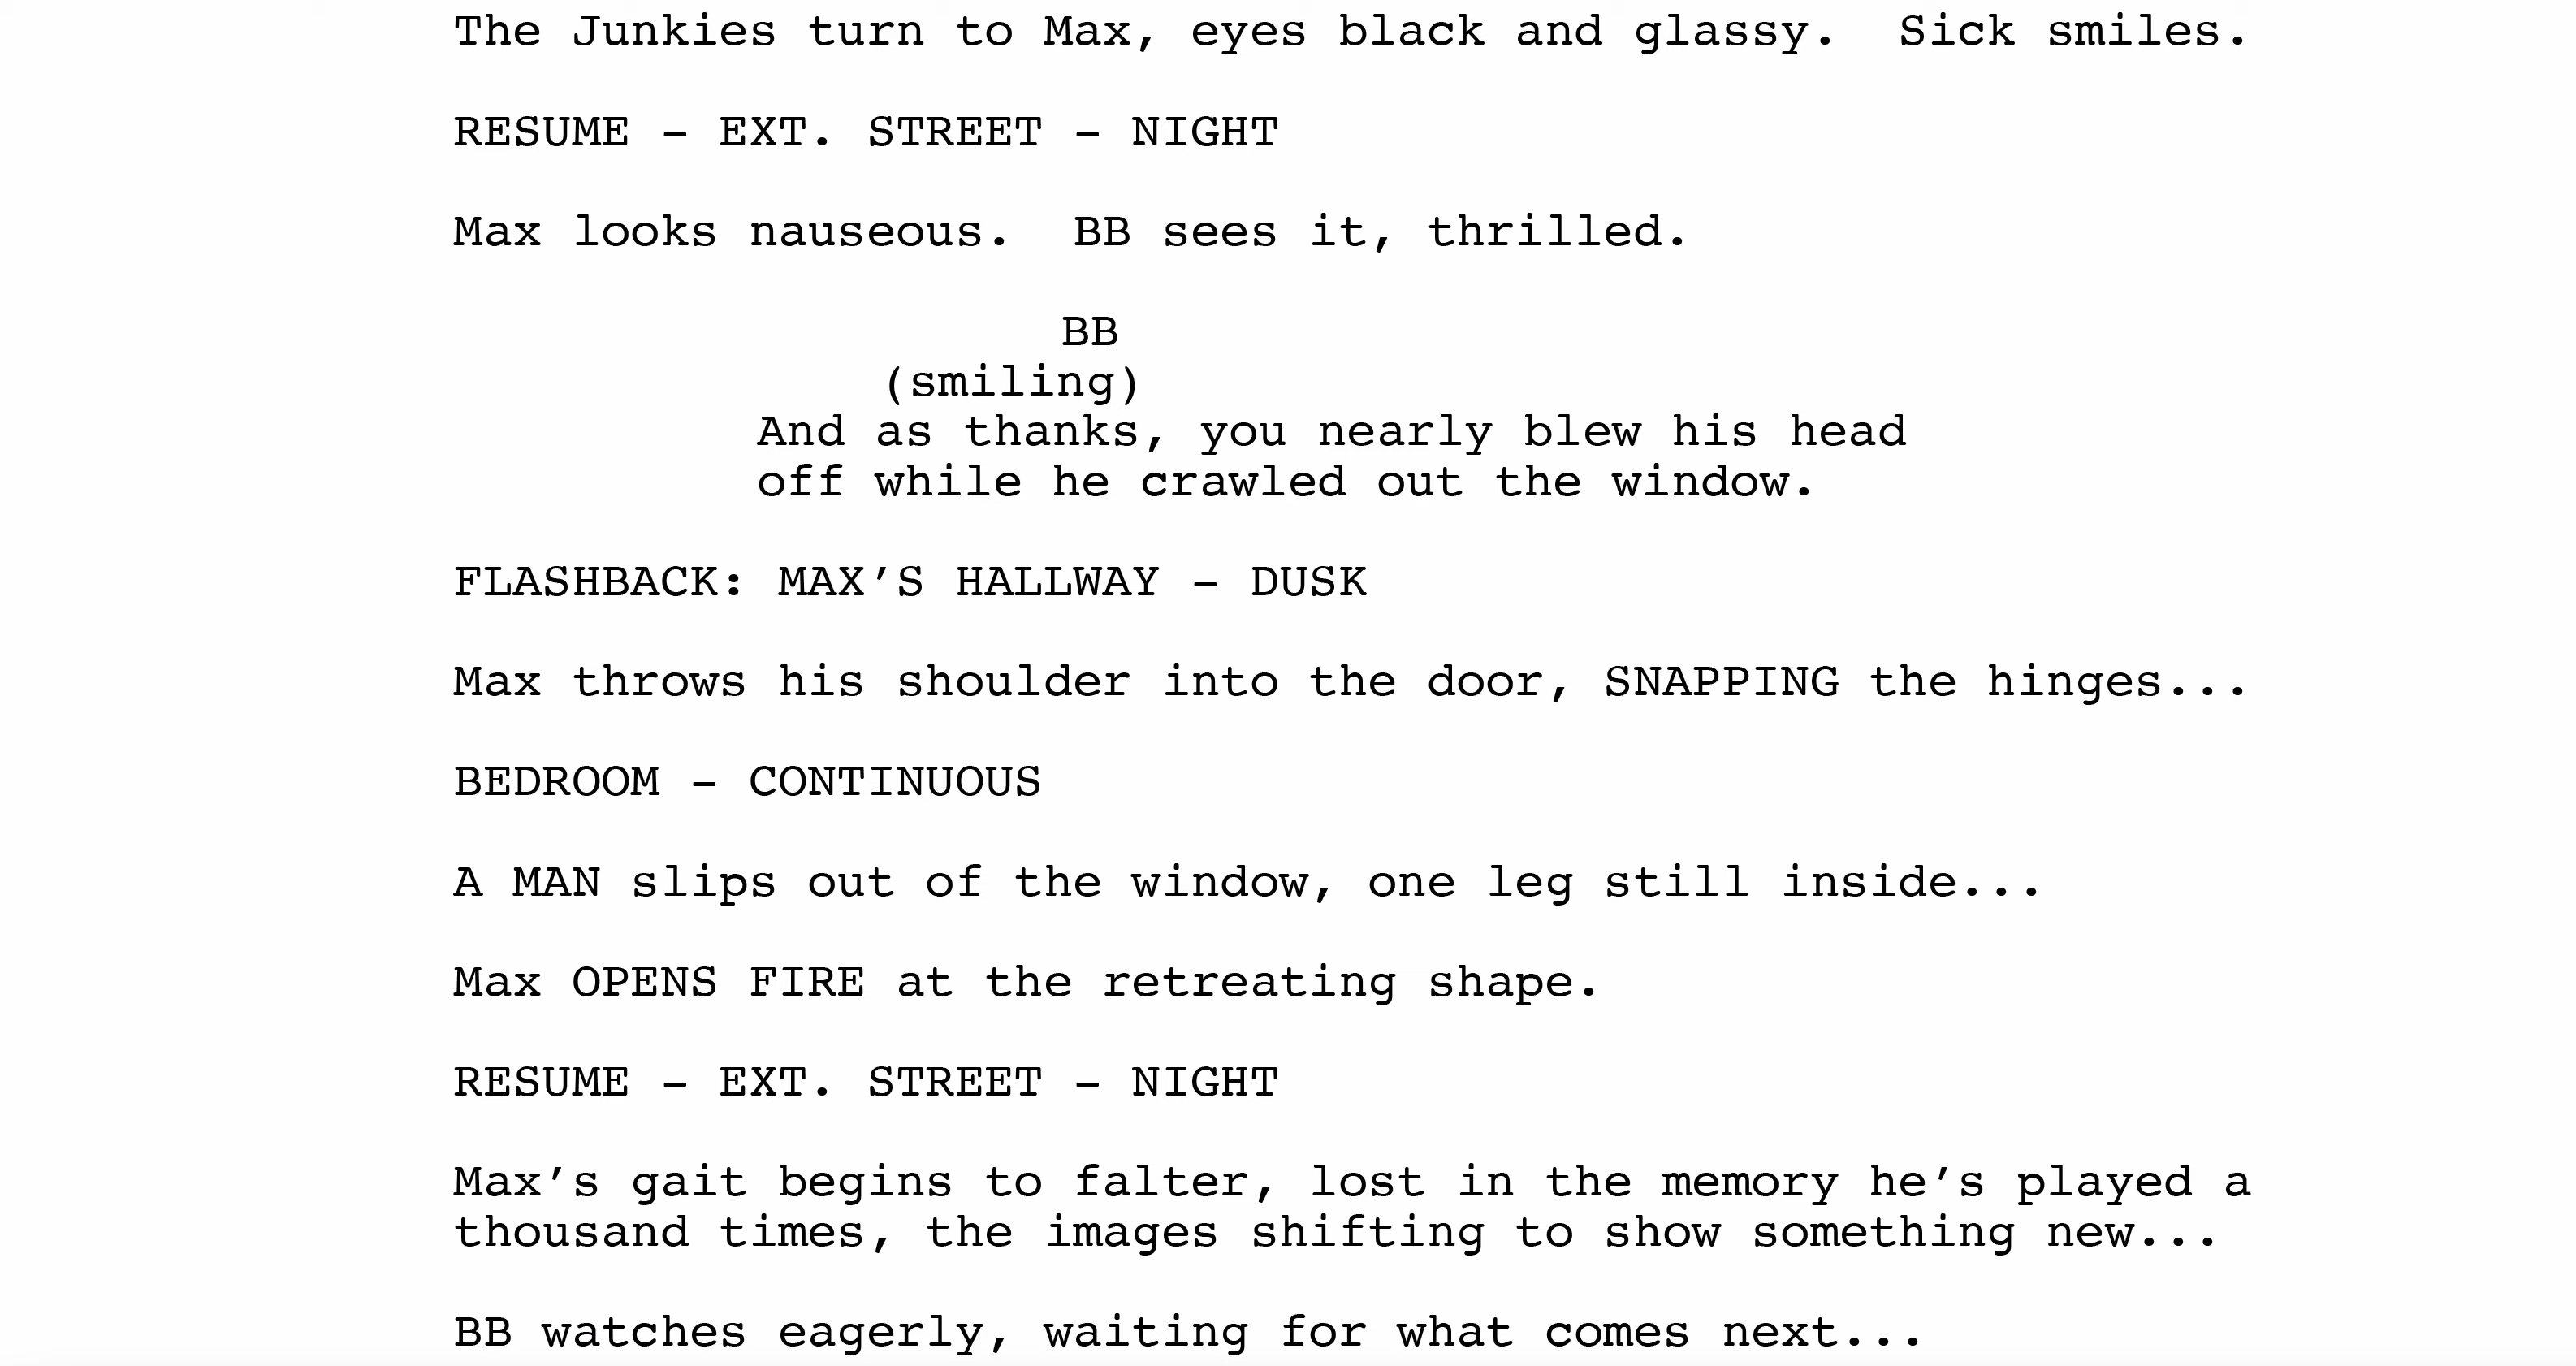 The Junkies turn to Max, eyes black and glassy.  Sick smiles.
RESUME – EXT. STREET – NIGHT
Max looks nauseous.  BB sees it, thrilled.
BB
(smiling)
And as thanks, you nearly blew his head
off while he crawled out the window.
FLASHBACK: MAX’S HALLWAY – DUSK
Max throws his shoulder into the door, SNAPPING the hinges...
BEDROOM – CONTINUOUS
A MAN slips out of the window, one leg still inside...
Max OPENS FIRE at the retreating shape.
RESUME – EXT. STREET – NIGHT
Max’s gait begins to falter, lost in the memory he’s played a
thousand times, the images shifting to show something new...
BB watches eagerly, waiting for what comes next...